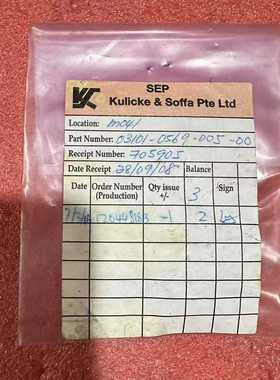 SEP
Kulicke & Soffa Pte Ltd
Location: m041
Part Number: 03101-0569-005-00
Receipt Number: 705905
Date Receipt 28/09/08 Balance
Date Order Number Qty issue 3 Sign
(Production) +/-
-1 2